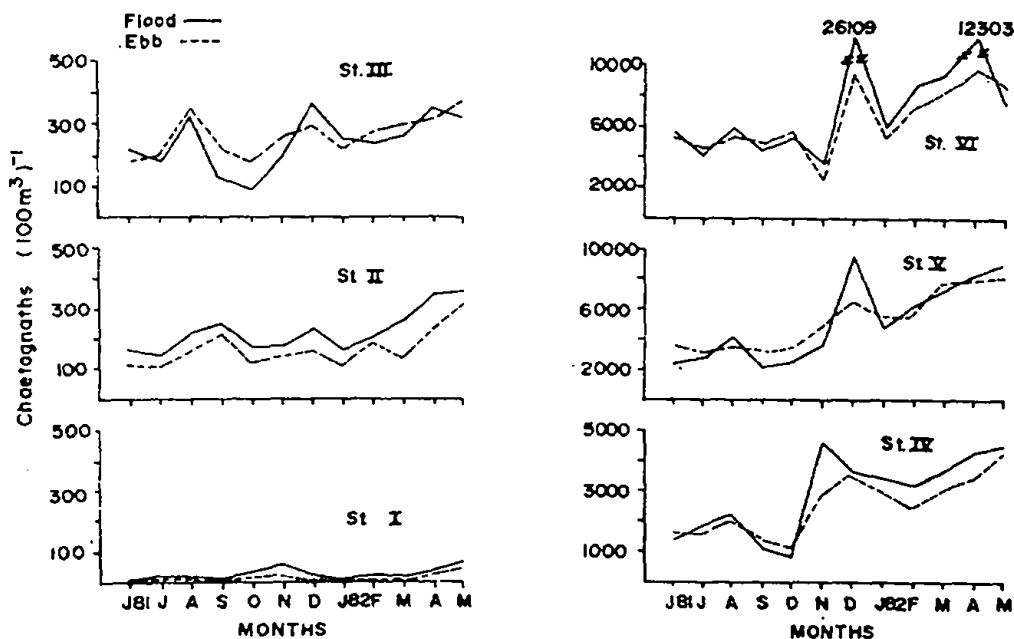 Flood
Ebb
Chaetognaths (100m³)⁻¹
St. III
500
300
100
St II
500
300
100
St I
500
300
100
J81 J A S O N D J82 F M A M
MONTHS
26109 12303
St. VI
10000
6000
2000
St V
10000
6000
2000
St. IV
5000
3000
1000
J81 J A S O N D J82 F M A M
MONTHS